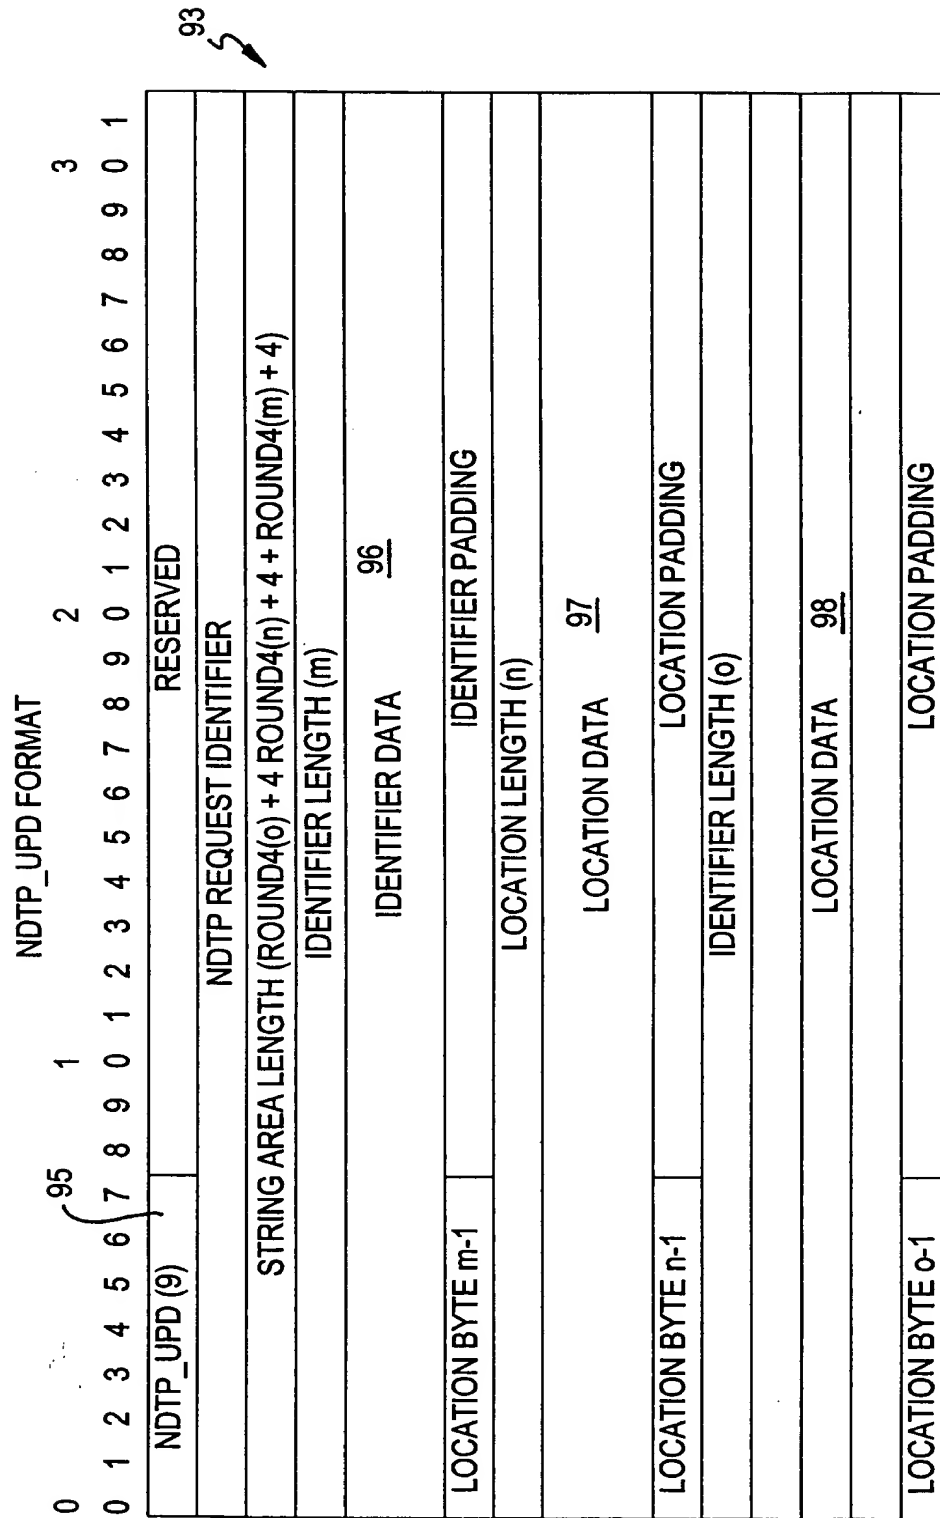 NDTP_UPD FORMAT
93
0 1 2 3
0 1 2 3 4 5 6 7 8 9 0 1 2 3 4 5 6 7 8 9 0 1 2 3 4 5 6 7 8 9 0 1
95
NDTP_UPD (9) RESERVED
NDTP REQUEST IDENTIFIER
STRING AREA LENGTH (ROUND4(o) + 4 ROUND4(n) + 4 + ROUND4(m) + 4)
IDENTIFIER LENGTH (m)
IDENTIFIER DATA 96
LOCATION BYTE m-1 IDENTIFIER PADDING
LOCATION LENGTH (n)
LOCATION DATA 97
LOCATION BYTE n-1 LOCATION PADDING
IDENTIFIER LENGTH (o)
LOCATION DATA 98
LOCATION BYTE o-1 LOCATION PADDING